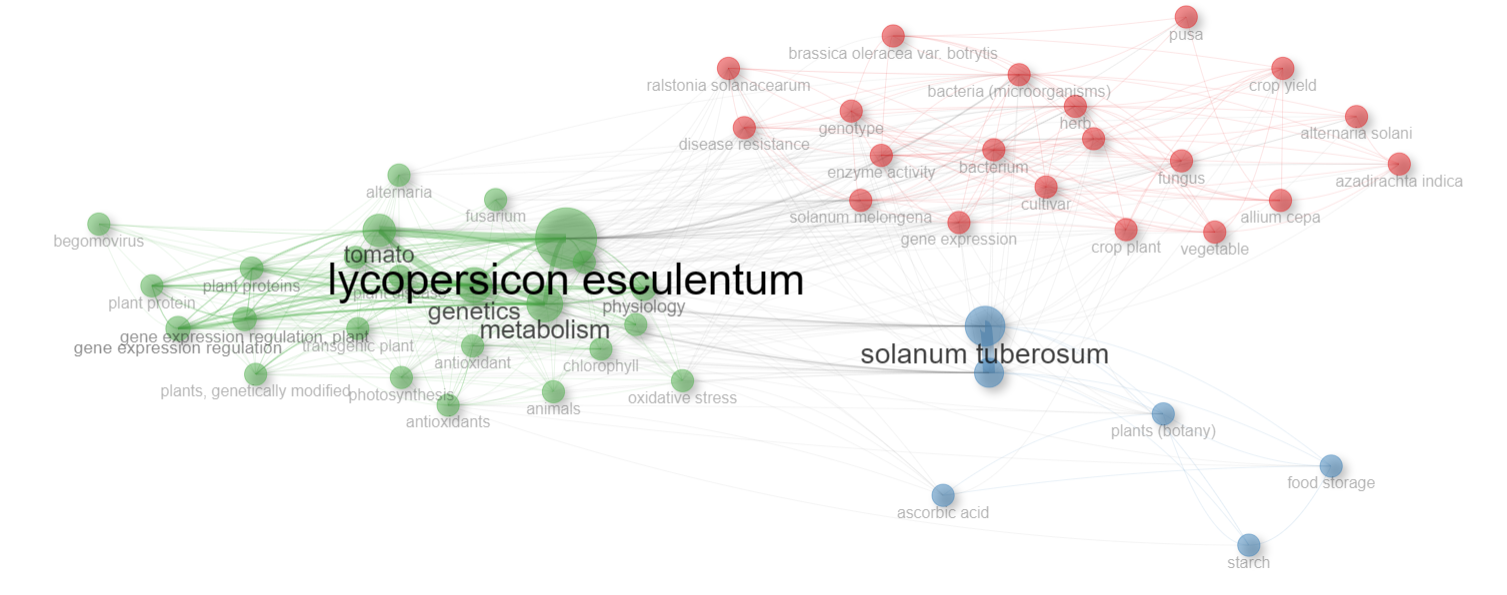 pusa
brassica oleracea var. botrytis
ralstonia solanacearum
crop yield
bacteria (microorganisms)
herb
genotype
alternaria solani
disease resistance
bacterium
enzyme activity
fungus
azadirachta indica
alternaria
cultivar
fusarium
solanum melongena
allium cepa
begomovirus
gene expression
crop plant
vegetable
tomato
plant proteins
lycopersicon esculentum
plant disease
plant protein
physiology
genetics
metabolism
gene expression regulation, plant
gene expression regulation
transgenic plant
solanum tuberosum
antioxidant
chlorophyll
plants, genetically modified
photosynthesis
oxidative stress
animals
antioxidants
plants (botany)
food storage
ascorbic acid
starch